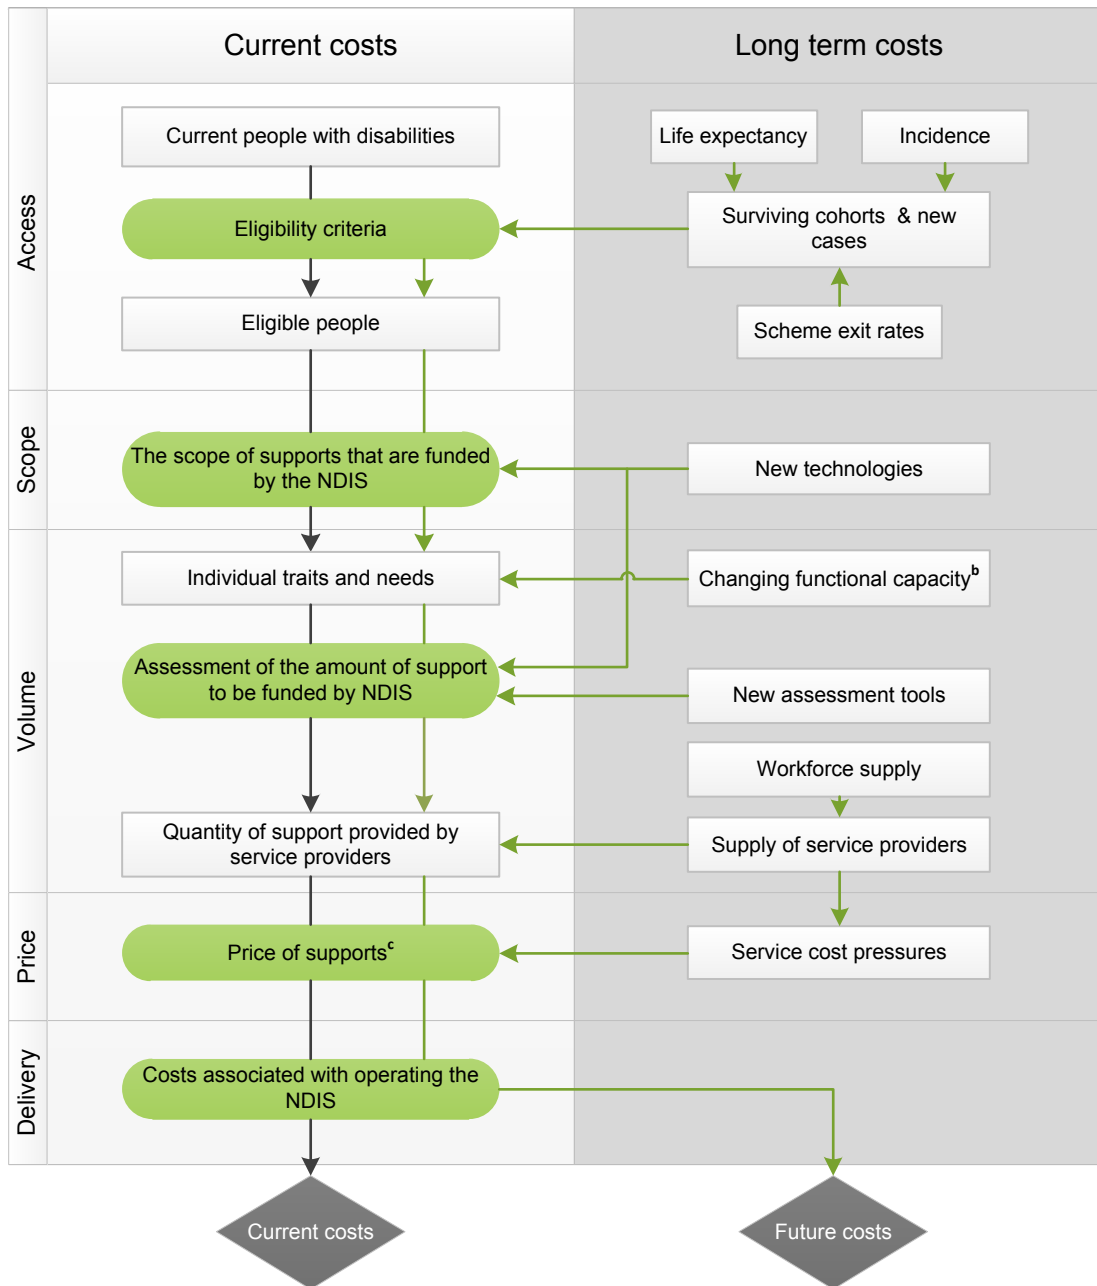 Current costs
Long term costs
Access
Current people with disabilities
Life expectancy
Incidence
Eligibility criteria
Surviving cohorts & new
cases
Eligible people
Scheme exit rates
Scope
The scope of supports that are funded
by the NDIS
New technologies
Volume
Individual traits and needs
Changing functional capacityᵇ
Assessment of the amount of support
to be funded by NDIS
New assessment tools
Workforce supply
Quantity of support provided by
service providers
Supply of service providers
Price
Price of supportsᶜ
Service cost pressures
Delivery
Costs associated with operating the
NDIS
Current costs
Future costs